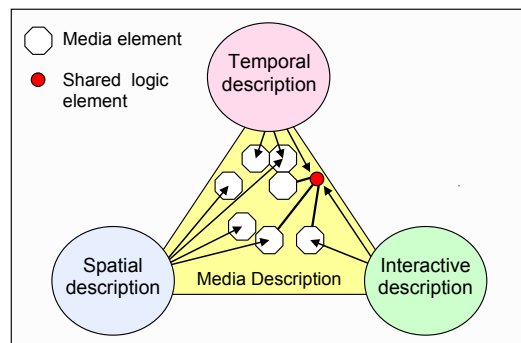 Media element
Shared logic
element
Temporal
description
Spatial
description
Media Description
Interactive
description